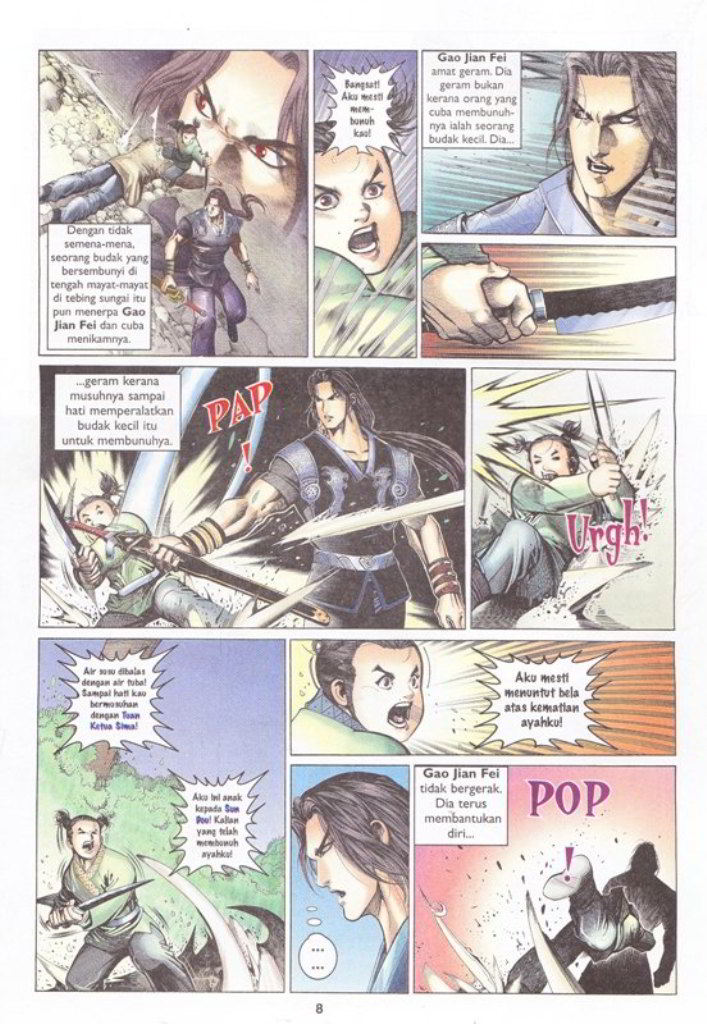 Dengan tidak
semena-mena,
seorang budak yang
bersembunyi di
tengah mayat-mayat
di tebing sungai itu
pun menerpa Gao
Jian Fei dan cuba
menikamnya.
Bangsat!
Aku mesti
mem-
bunuh
kau!
Gao Jian Fei
amat geram. Dia
geram bukan
kerana orang yang
cuba membunuh-
nya ialah seorang
budak kecil. Dia...
...geram kerana
musuhnya sampai
hati memperalatkan
budak kecil itu
untuk membunuhya.
PAP
!
Urgh!
Air susu dibalas
dengan air tuba!
Sampai hati kau
bermusuhan
dengan Tuan
Ketua Sima!
Aku ini anak
kepada Sun
Dou! Kalian
yang telah
membunuh
ayahku!
Aku mesti
menuntut bela
atas kematian
ayahku!
...
...
Gao Jian Fei
tidak bergerak.
Dia terus
membantukan
diri...
POP
!
8